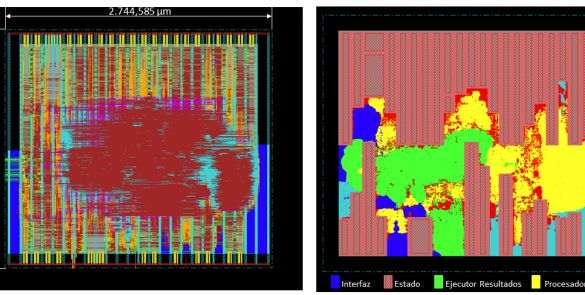 2.744,585 µm
Interfaz
Estado
Ejecutor Resultados
Procesador